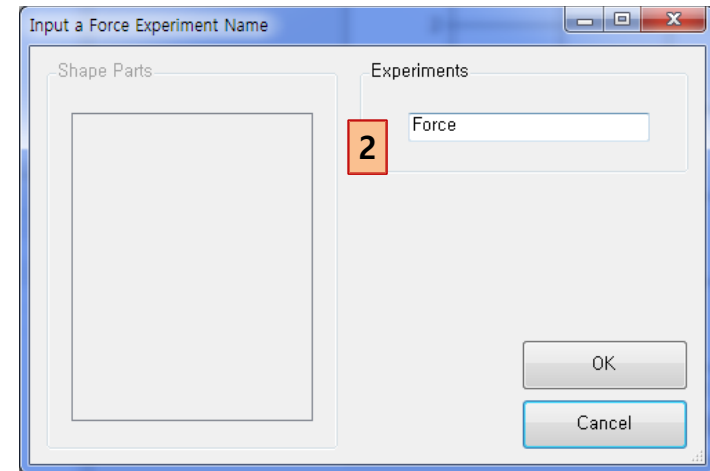 Input a Force Experiment Name
Shape Parts
Experiments
Force
2
OK
Cancel